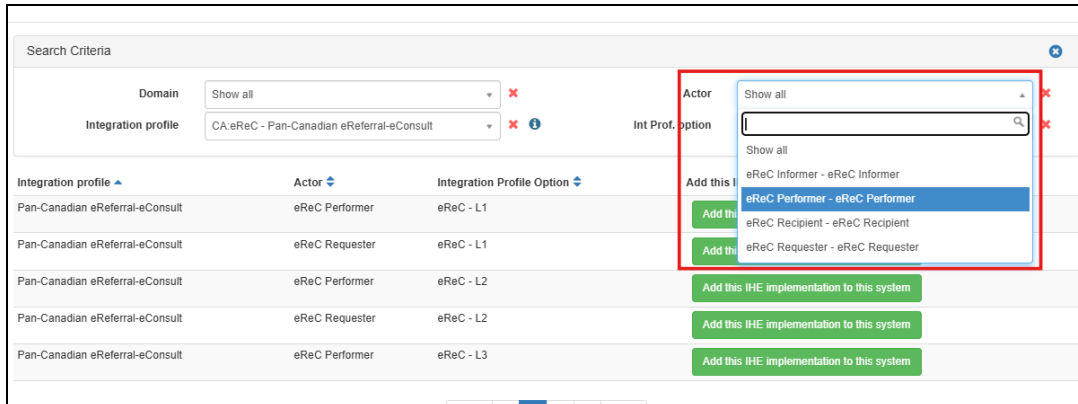 Search Criteria
Domain Show all Actor Show all
Integration profile CA:eReC - Pan-Canadian eReferral-eConsult Int Prof. option
Show all
eReC Informer - eReC Informer
eReC Performer - eReC Performer
eReC Recipient - eReC Recipient
eReC Requester - eReC Requester
Integration profile Actor Integration Profile Option Add this I
Pan-Canadian eReferral-eConsult eReC Performer eReC - L1 Add thi
Pan-Canadian eReferral-eConsult eReC Requester eReC - L1 Add thi
Pan-Canadian eReferral-eConsult eReC Performer eReC - L2 Add this IHE implementation to this system
Pan-Canadian eReferral-eConsult eReC Requester eReC - L2 Add this IHE implementation to this system
Pan-Canadian eReferral-eConsult eReC Performer eReC - L3 Add this IHE implementation to this system